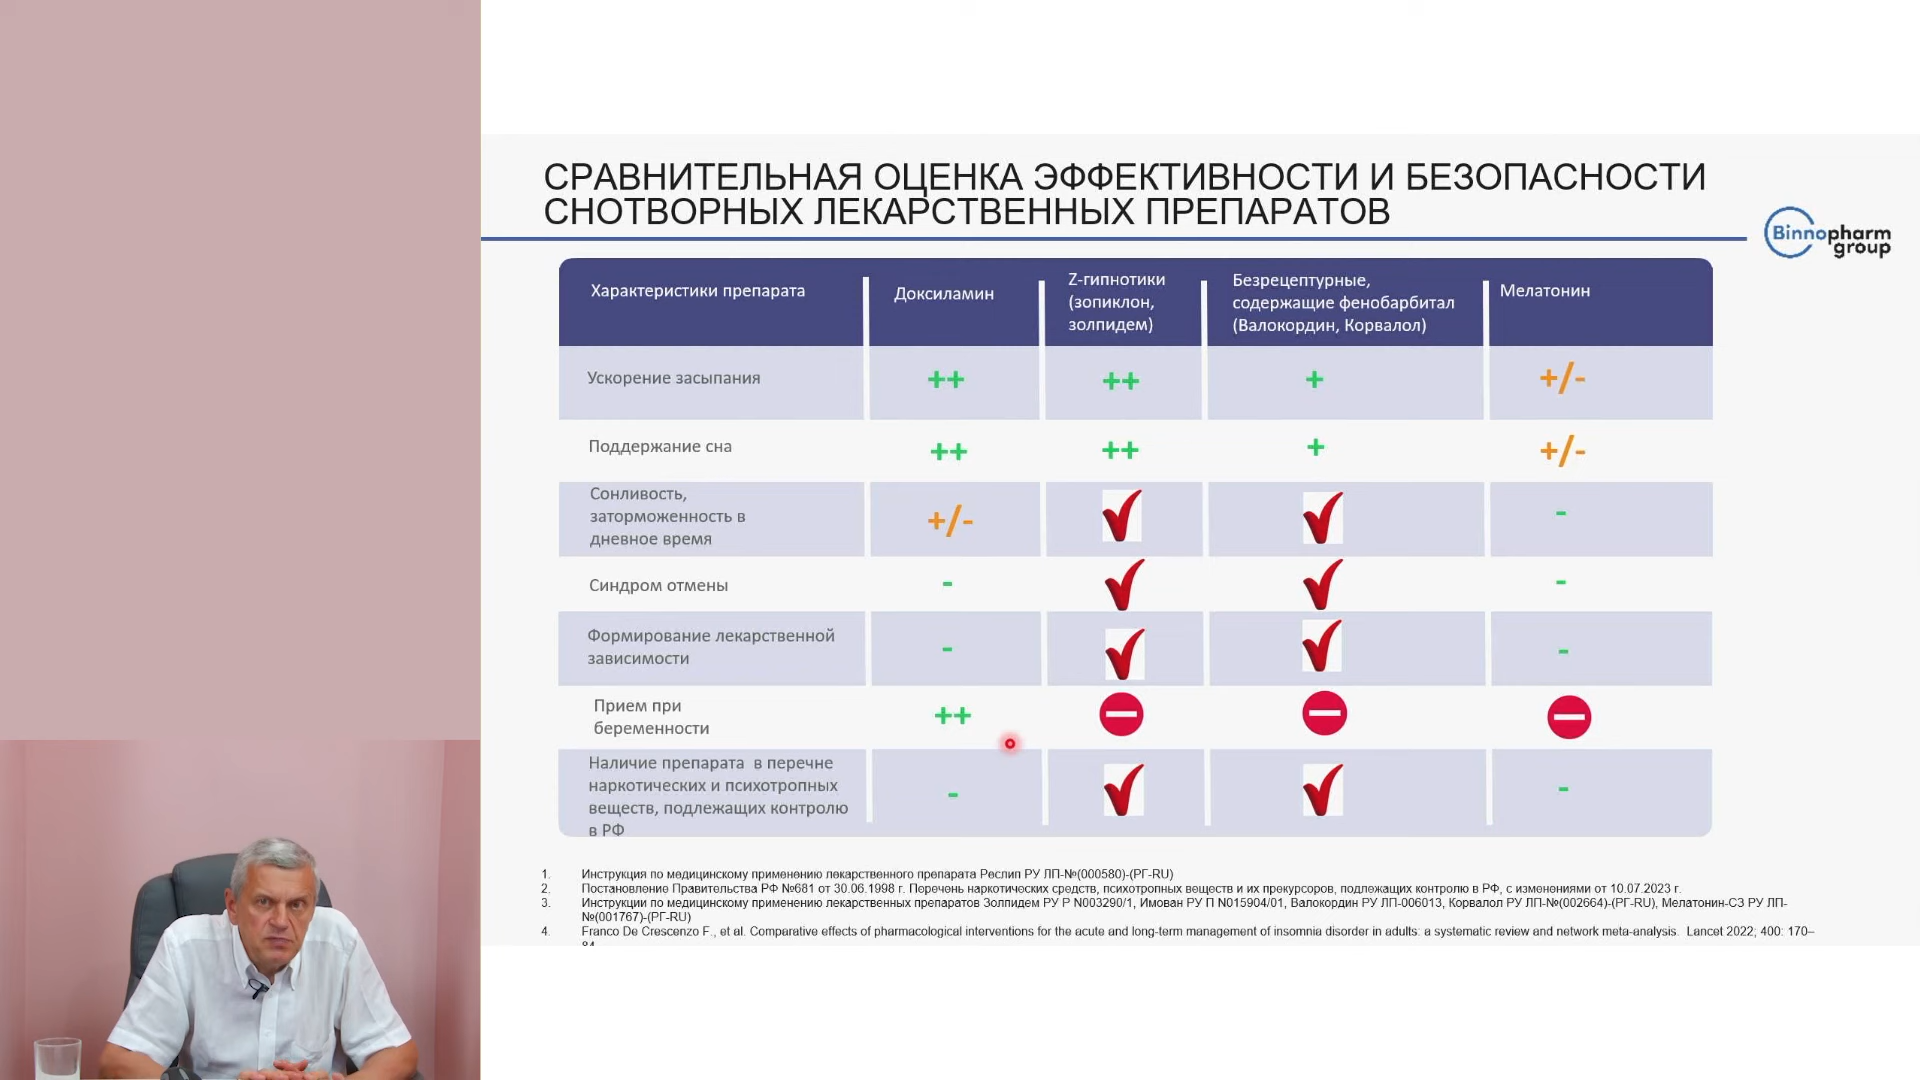 СРАВНИТЕЛЬНАЯ ОЦЕНКА ЭФФЕКТИВНОСТИ И БЕЗОПАСНОСТИ
СНОТВОРНЫХ ЛЕКАРСТВЕННЫХ ПРЕПАРАТОВ
Binnopharm
group
Характеристики препарата
Доксиламин
Z-гипнотики
(зопиклон,
золпидем)
Безрецептурные,
содержащие фенобарбитал
(Валокордин, Корвалол)
Мелатонин
Ускорение засыпания
++
++
+
+/-
Поддержание сна
++
++
+
+/-
Сонливость,
заторможенность в
дневное время
+/-
-
Синдром отмены
-
-
Формирование лекарственной
зависимости
-
-
Прием при
беременности
++
Наличие препарата в перечне
наркотических и психотропных
веществ, подлежащих контролю
в РФ
-
-
1. Инструкция по медицинскому применению лекарственного препарата Реслип РУ ЛП-№(000580)-(РГ-RU)
2. Постановление Правительства РФ №681 от 30.06.1998 г. Перечень наркотических средств, психотропных веществ и их прекурсоров, подлежащих контролю в РФ, с изменениями от 10.07.2023 г.
3. Инструкции по медицинскому применению лекарственных препаратов Золпидем РУ Р N003290/1, Имован РУ П N015904/01, Валокордин РУ ЛП-006013, Корвалол РУ ЛП-№(002664)-(РГ-RU), Мелатонин-СЗ РУ ЛП-
№(001767)-(РГ-RU)
4. Franco De Crescenzo F., et al. Comparative effects of pharmacological interventions for the acute and long-term management of insomnia disorder in adults: a systematic review and network meta-analysis. Lancet 2022; 400: 170–